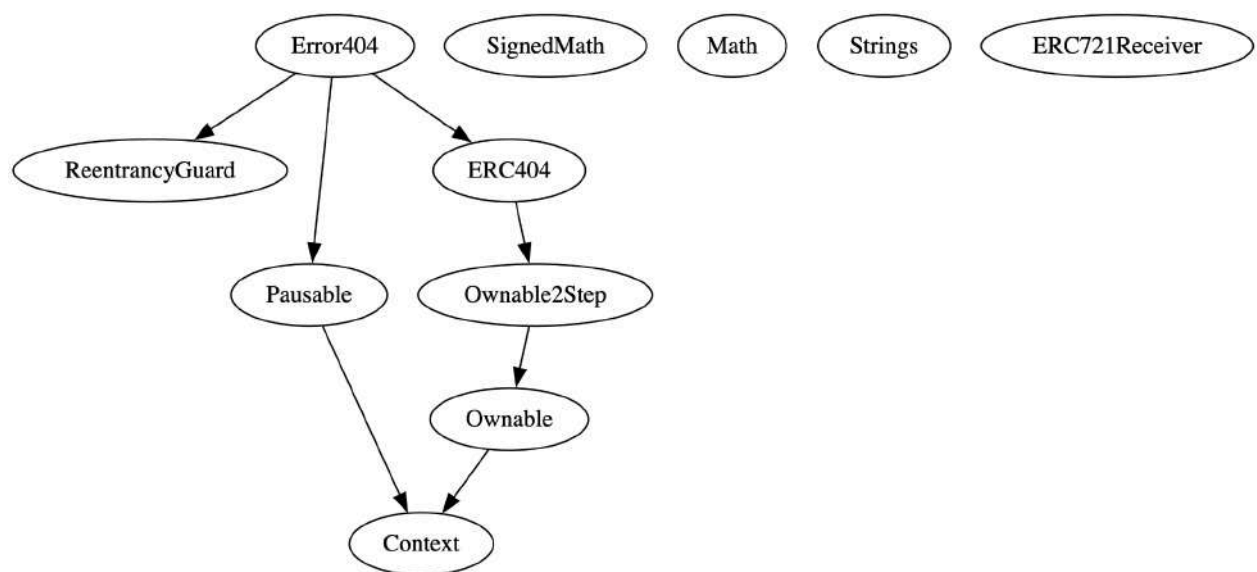 Error404
SignedMath
Math
Strings
ERC721Receiver
ReentrancyGuard
ERC404
Pausable
Ownable2Step
Ownable
Context